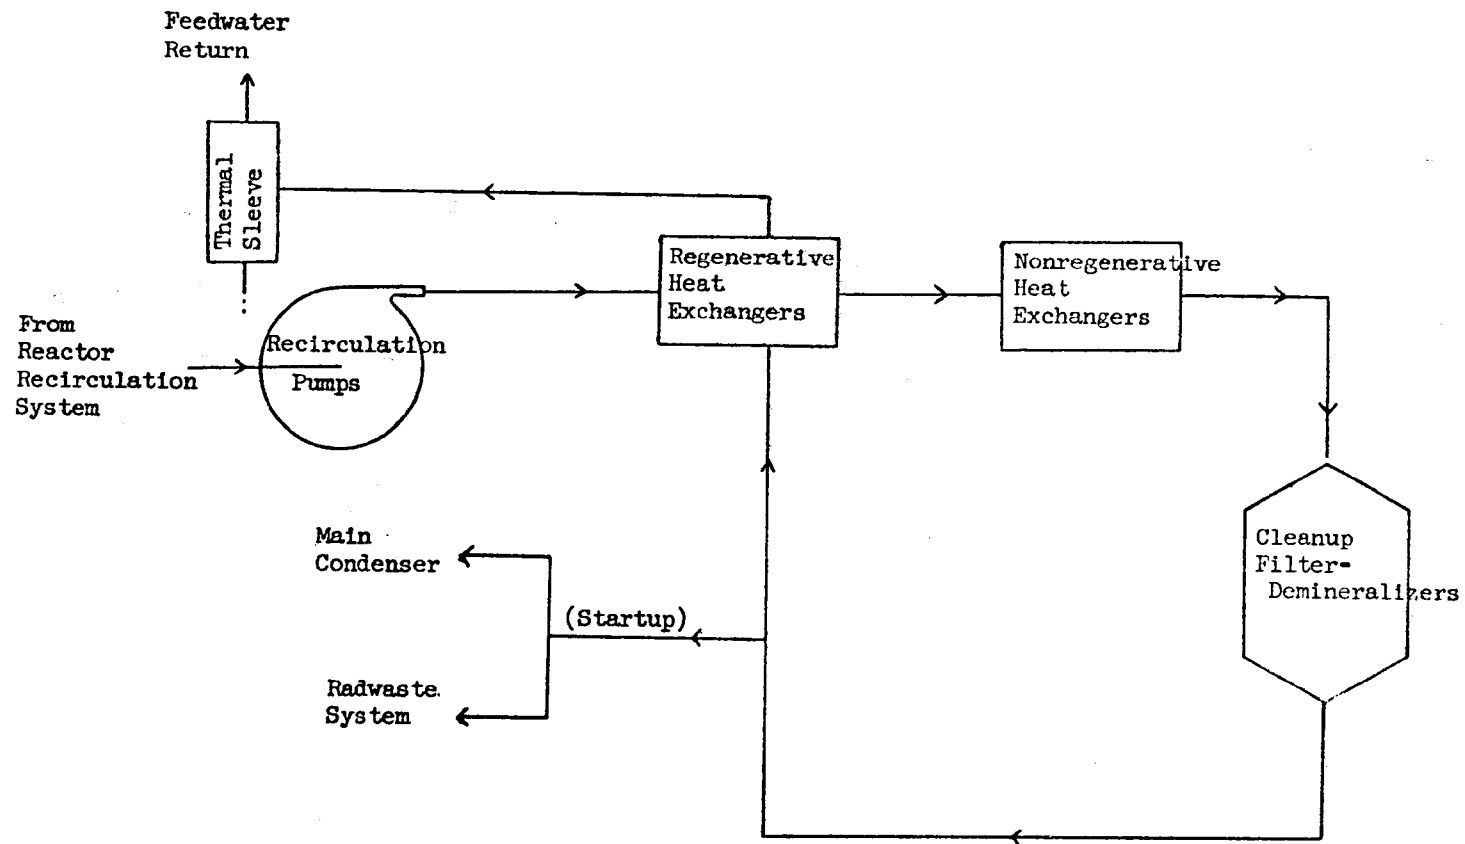 Feedwater
Return
Thermal
Sleeve
From
Reactor
Recirculation
System
Recirculation
Pumps
Regenerative
Heat
Exchangers
Nonregenerative
Heat
Exchangers
Cleanup
Filter-
Demineralizers
Main
Condenser
(Startup)
Radwaste
System